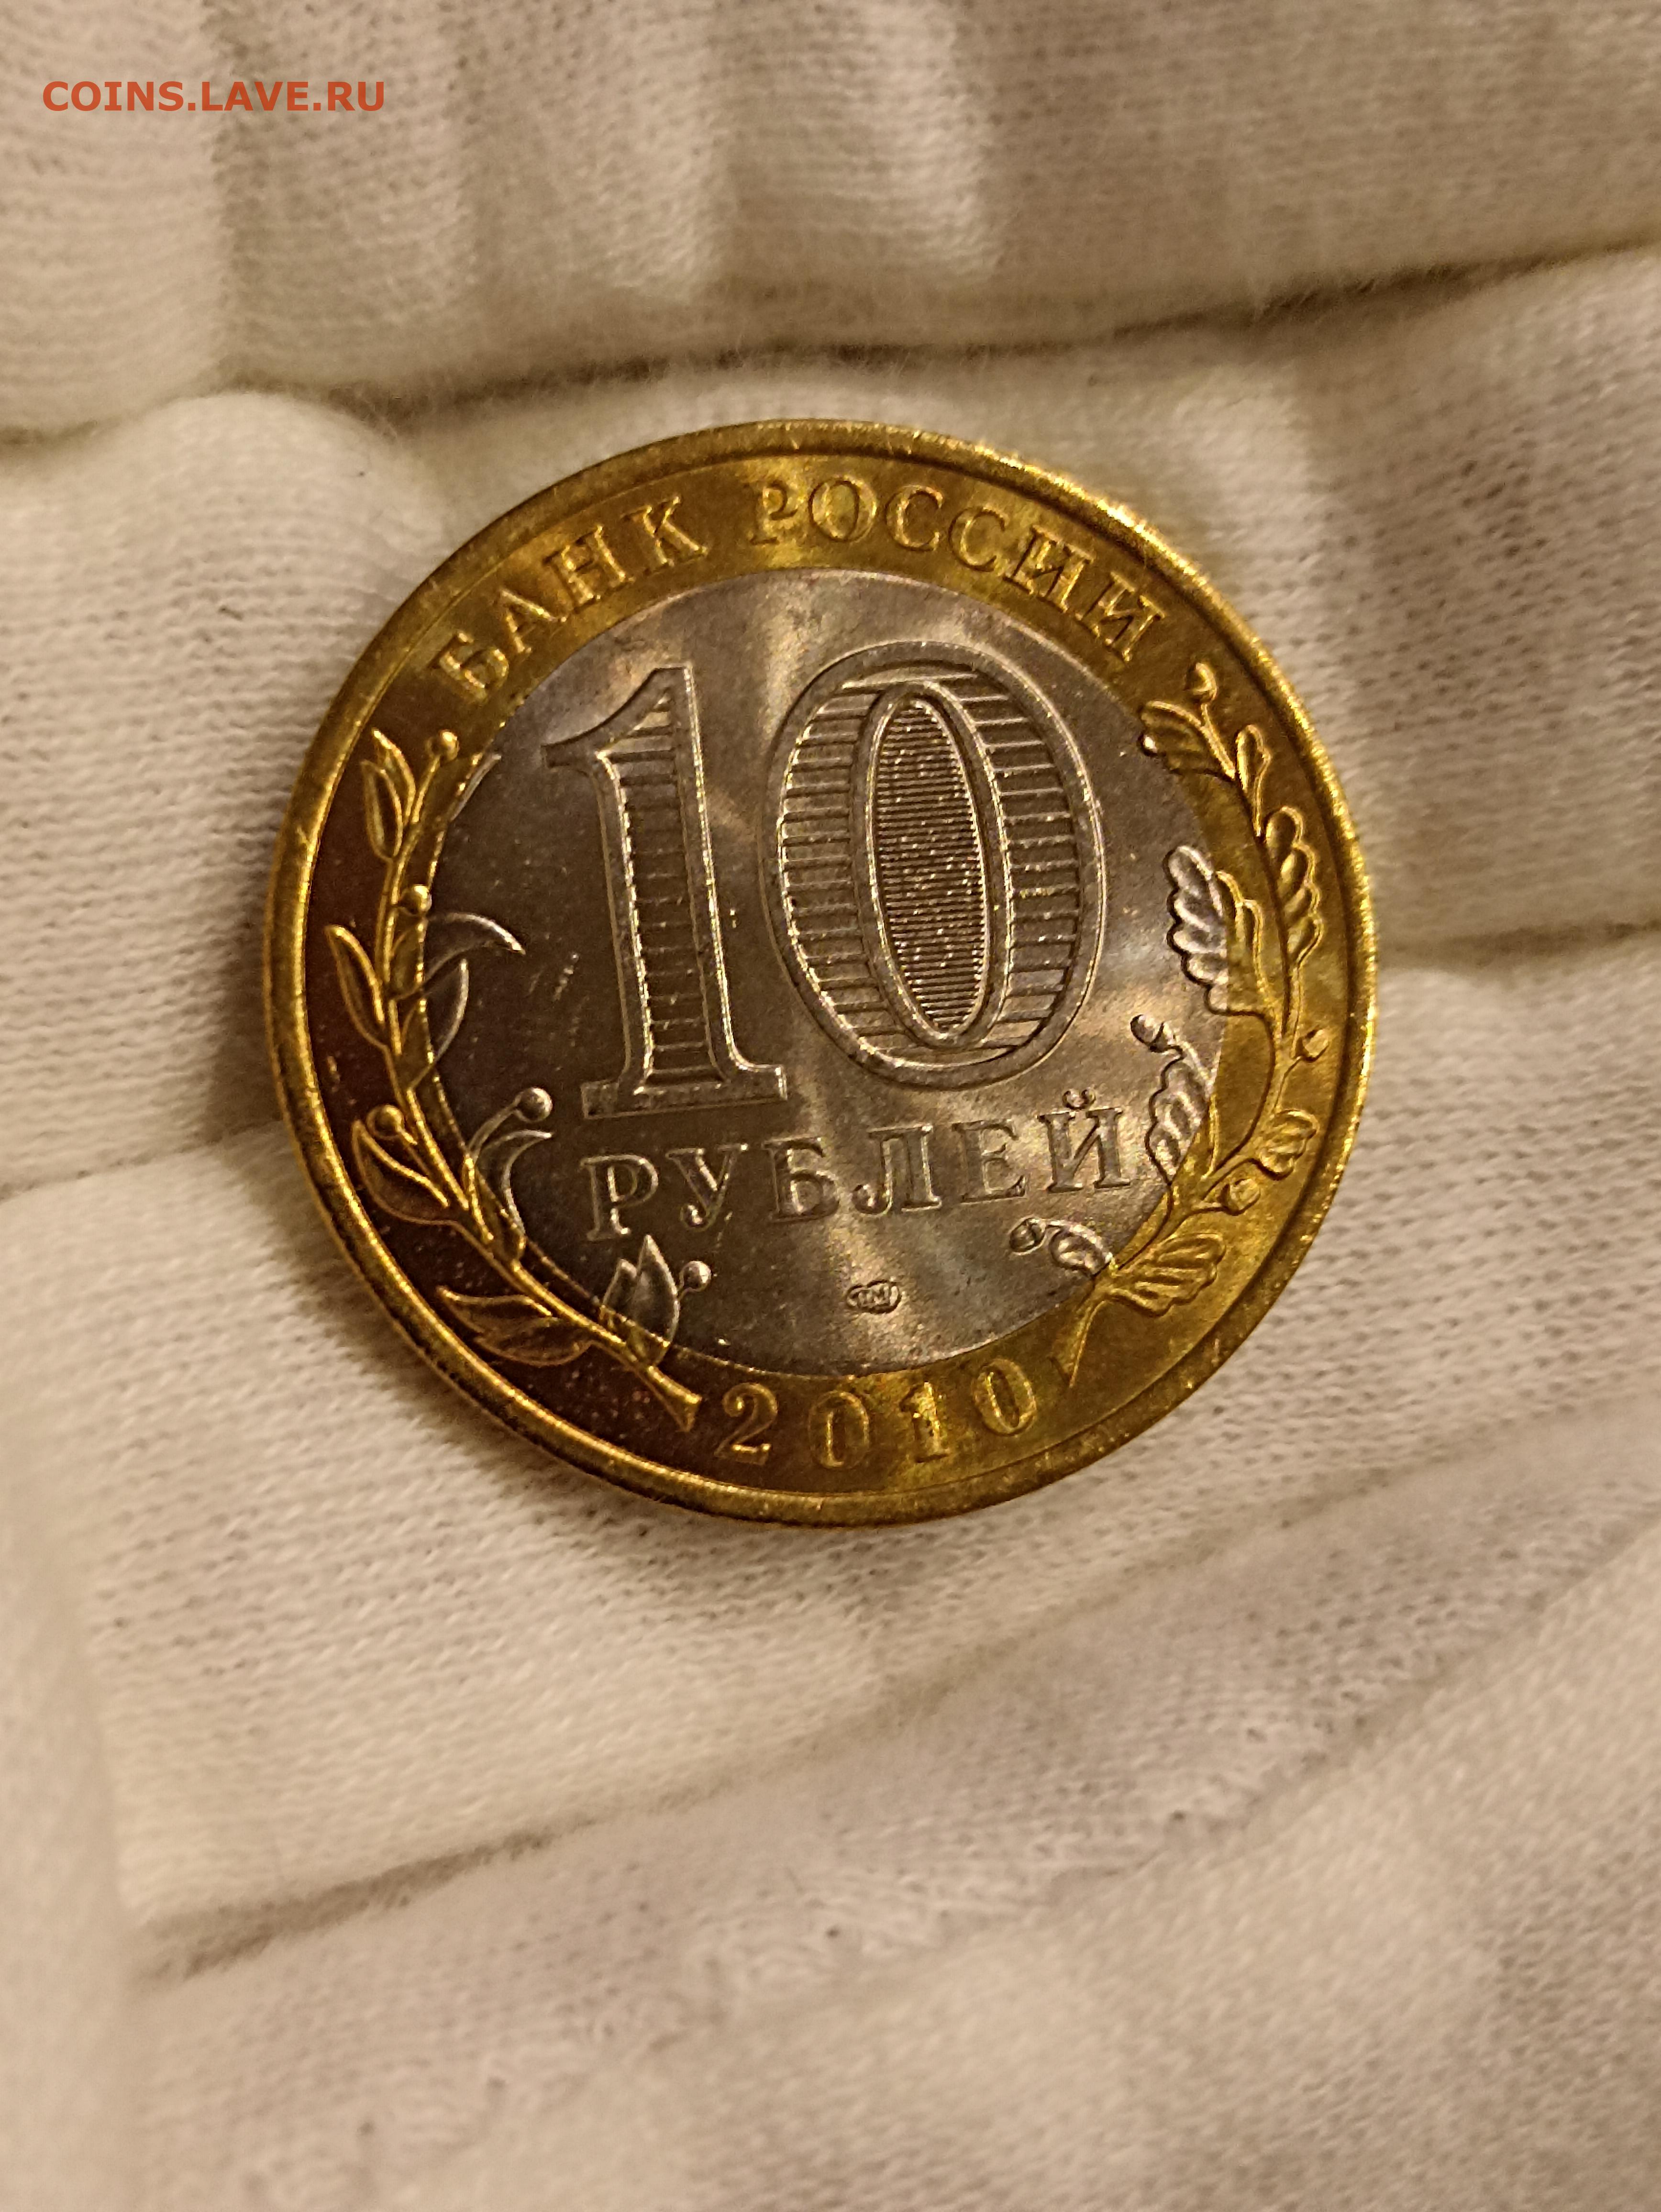 COINS.LAVE.RU
БАНК РОССИИ
10
РУБЛЕЙ
2010